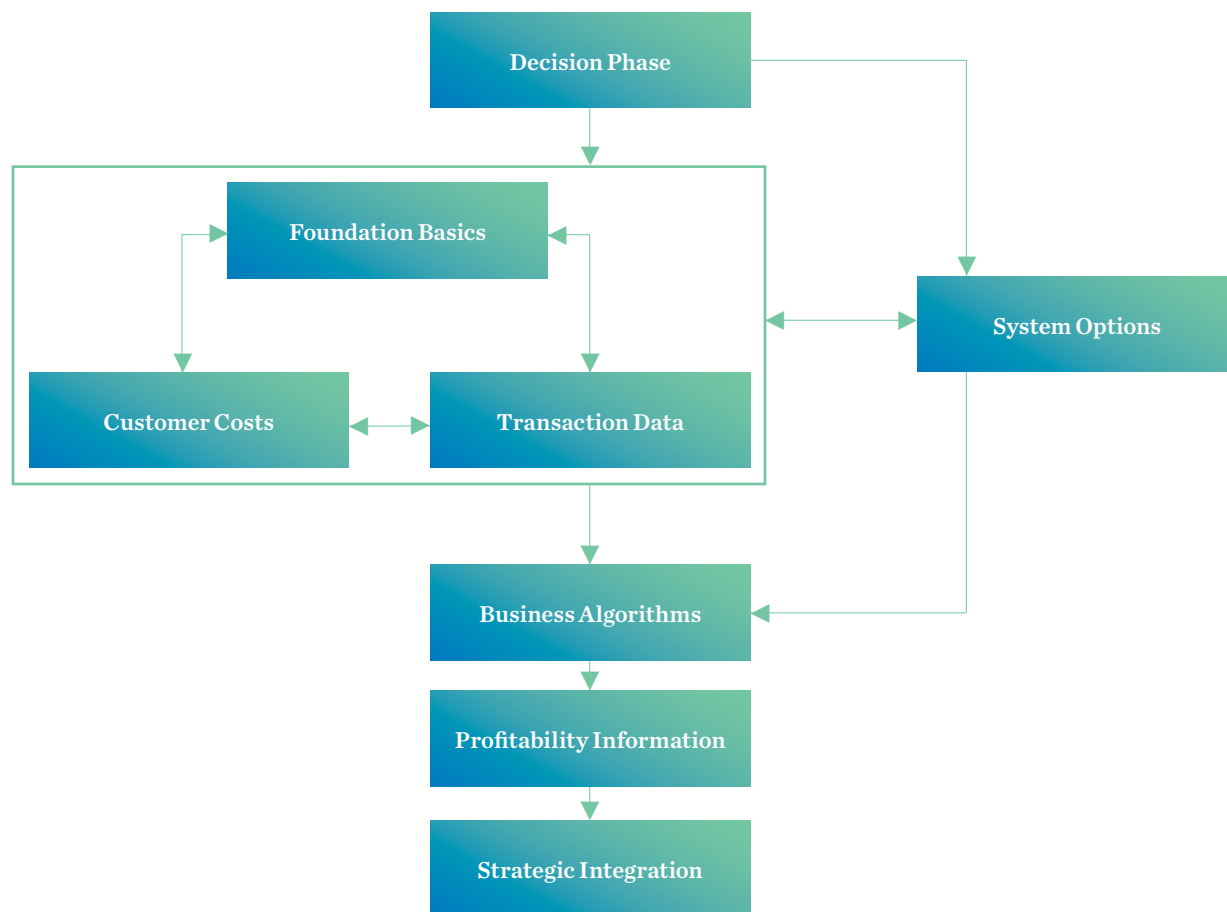 Decision Phase
Foundation Basics
System Options
Customer Costs
Transaction Data
Business Algorithms
Profitability Information
Strategic Integration